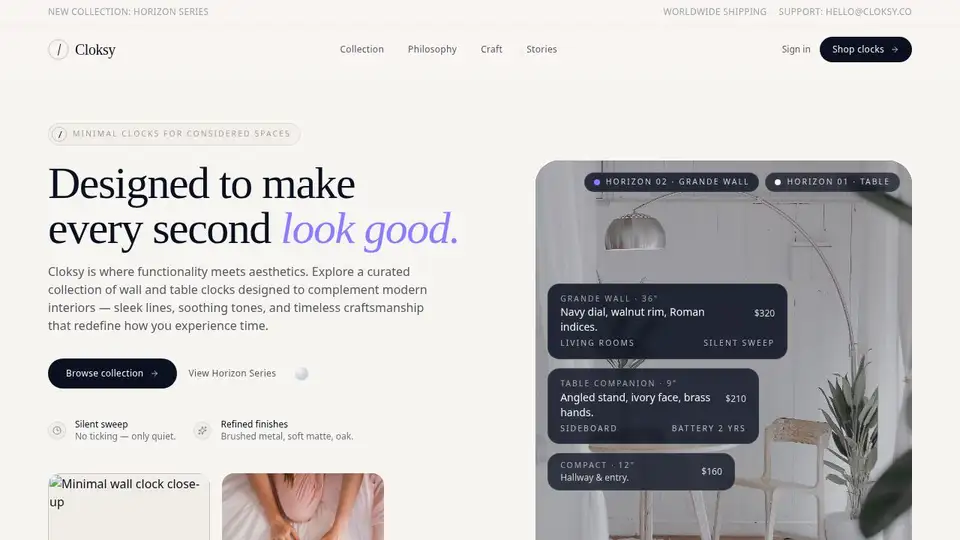 NEW COLLECTION: HORIZON SERIES
WORLDWIDE SHIPPING SUPPORT: HELLO@CLOKSY.CO
Cloksy
Collection Philosophy Craft Stories
Sign in
Shop clocks →
MINIMAL CLOCKS FOR CONSIDERED SPACES
Designed to make
every second look good.
Cloksy is where functionality meets aesthetics. Explore a curated
collection of wall and table clocks designed to complement modern
interiors — sleek lines, soothing tones, and timeless craftsmanship
that redefine how you experience time.
Browse collection →
View Horizon Series
Silent sweep
No ticking — only quiet.
Refined finishes
Brushed metal, soft matte, oak.
Minimal wall clock close-
up
HORIZON 02 · GRANDE WALL
HORIZON 01 · TABLE
GRANDE WALL · 36"
Navy dial, walnut rim, Roman
indices.
$320
LIVING ROOMS SILENT SWEEP
TABLE COMPANION · 9"
Angled stand, ivory face, brass
hands.
$210
SIDEBOARD BATTERY 2 YRS
COMPACT · 12"
Hallway & entry.
$160